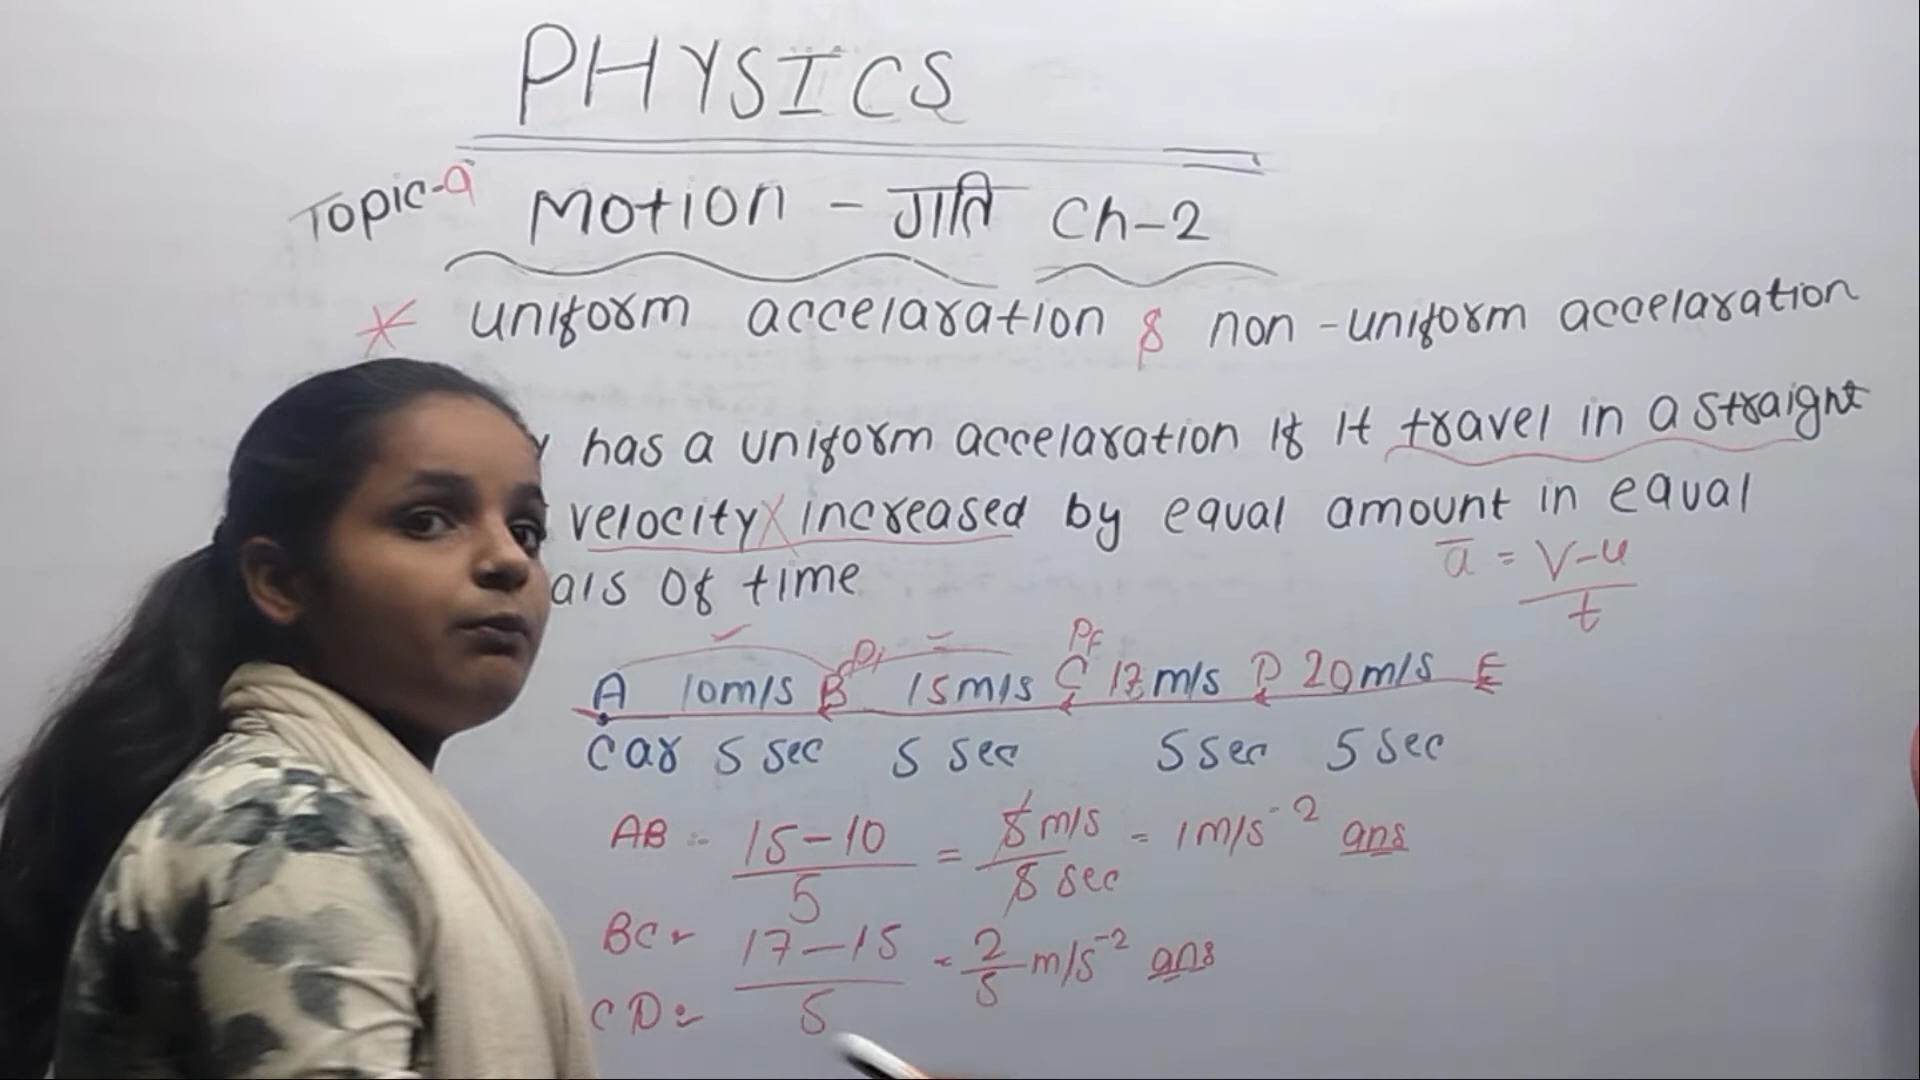 PHYSICS
Topic-9 Motion - गति Ch-2
* uniform accelaration & non-uniform accelaration
has a uniform accelaration if it travel in a straight
velocity increased by equal amount in equal
als of time
a = v-u
t
Pi Pf
A 10m/s B 15m/s C 17m/s D 20m/s E
car 5 sec 5 sec 5 sec 5 sec
AB = 15-10 = 5 m/s = 1m/s-2 ans
5 5 sec
BC = 17-15 = 2 m/s-2 ans
5 5
CD =